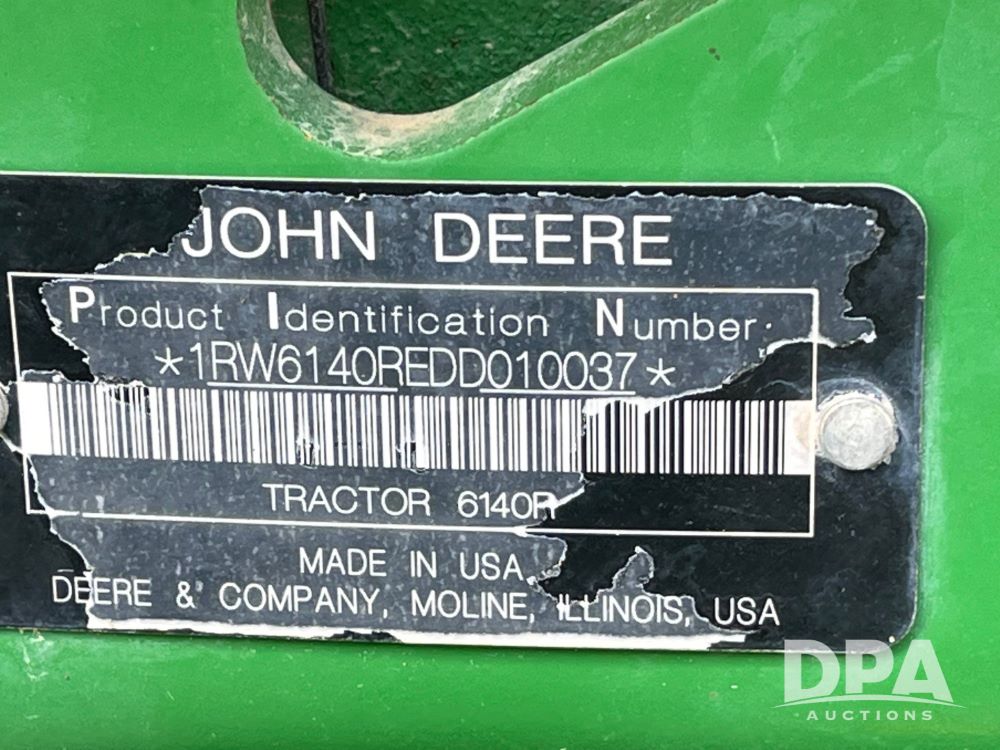 JOHN DEERE
Product Identification Number:
*1RW6140REDD010037*
TRACTOR 6140R
MADE IN USA
DEERE & COMPANY, MOLINE, ILLINOIS, USA
DPA
AUCTIONS